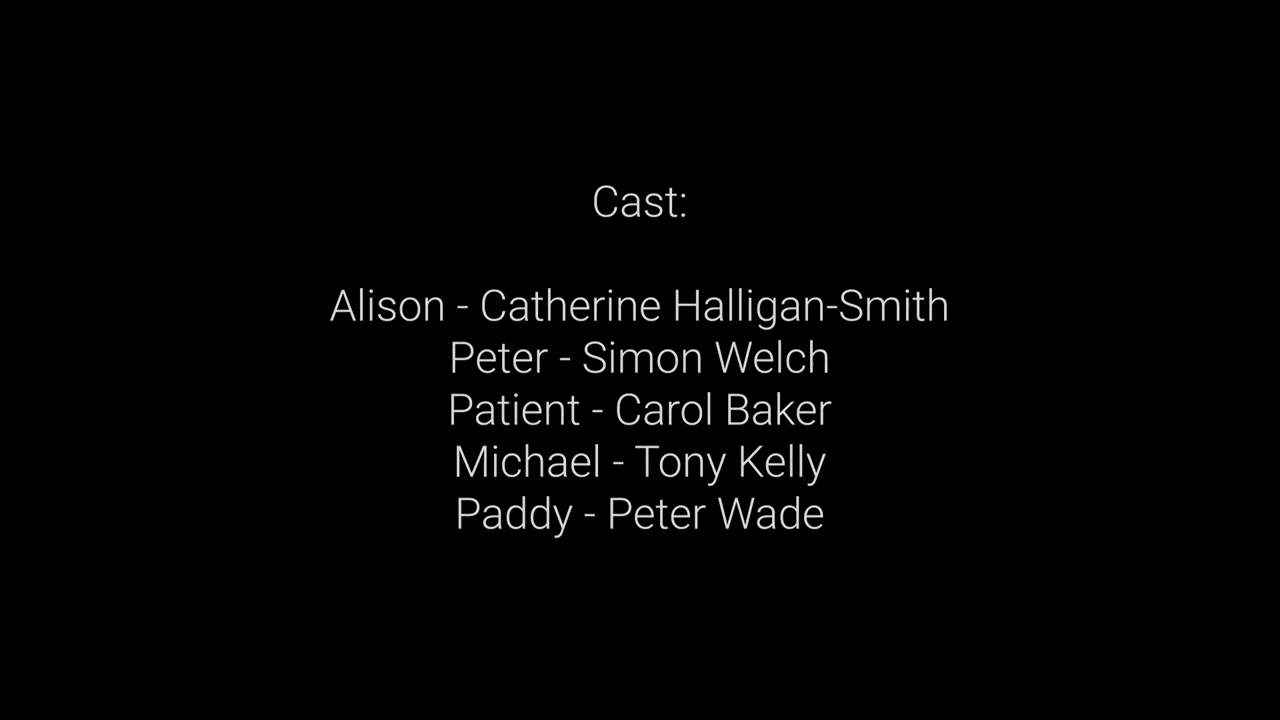 Cast:
Alison - Catherine Halligan-Smith
Peter - Simon Welch
Patient - Carol Baker
Michael - Tony Kelly
Paddy - Peter Wade